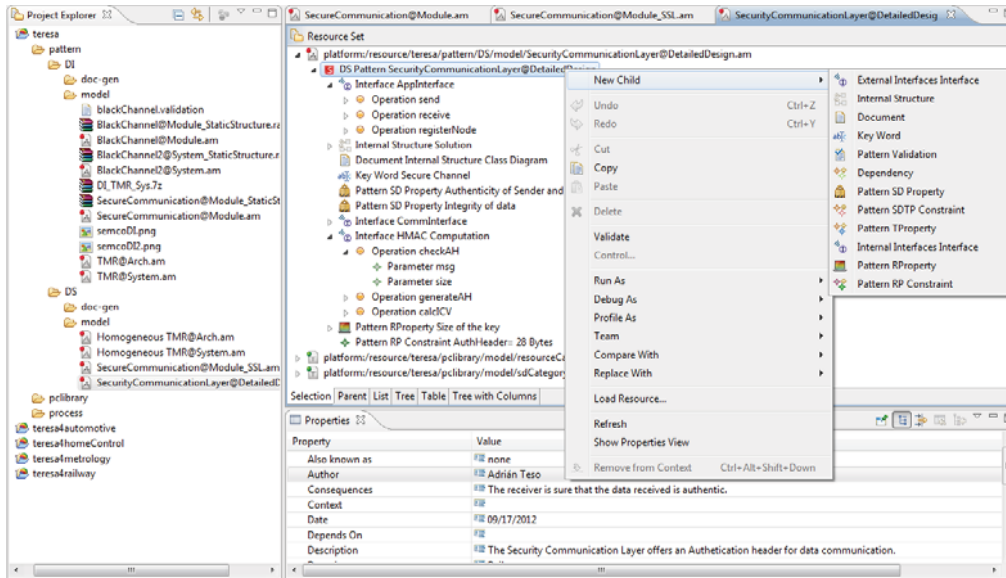 Project Explorer
teresa
pattern
DI
doc-gen
model
blackChannel.validation
BlackChannel@Module_StaticStructure.ra
BlackChannel@Module.am
BlackChannel2@System_StaticStructure.r
BlackChannel2@System.am
DI_TMR_Sys.7z
SecureCommunication@Module_StaticSt
SecureCommunication@Module.am
semcoDI.png
semcoDI2.png
TMR@Arch.am
TMR@System.am
DS
doc-gen
model
Homogeneous TMR@Arch.am
Homogeneous TMR@System.am
SecureCommunication@Module_SSL.am
SecurityCommunicationLayer@DetailedD
pclibrary
process
teresa4automotive
teresa4homeControl
teresa4metrology
teresa4railway
SecureCommunication@Module.am
SecureCommunication@Module_SSL.am
SecurityCommunicationLayer@DetailedDesig
Resource Set
platform:/resource/teresa/pattern/DS/model/SecurityCommunicationLayer@DetailedDesign.am
DS Pattern SecurityCommunicationLayer@DetailedDesign
Interface AppInterface
Operation send
Operation receive
Operation registerNode
Internal Structure Solution
Document Internal Structure Class Diagram
Key Word Secure Channel
Pattern SD Property Authenticity of Sender and
Pattern SD Property Integrity of data
Interface CommInterface
Interface HMAC Computation
Operation checkAH
Parameter msg
Parameter size
Operation generateAH
Operation calcICV
Pattern RProperty Size of the key
Pattern RP Constraint AuthHeader= 28 Bytes
platform:/resource/teresa/pclibrary/model/resourceCa
platform:/resource/teresa/pclibrary/model/sdCategory
Selection Parent List Tree Table Tree with Columns
New Child
Undo Ctrl+Z
Redo Ctrl+Y
Cut
Copy
Paste
Delete
Validate
Control...
Run As
Debug As
Profile As
Team
Compare With
Replace With
Load Resource...
Refresh
Show Properties View
Remove from Context Ctrl+Alt+Shift+Down
External Interfaces Interface
Internal Structure
Document
Key Word
Pattern Validation
Dependency
Pattern SD Property
Pattern SDTP Constraint
Pattern TProperty
Internal Interfaces Interface
Pattern RProperty
Pattern RP Constraint
Properties
Property Value
Also known as none
Author Adrián Teso
Consequences The receiver is sure that the data received is authentic.
Context
Date 09/17/2012
Depends On
Description The Security Communication Layer offers an Authetication header for data communication.